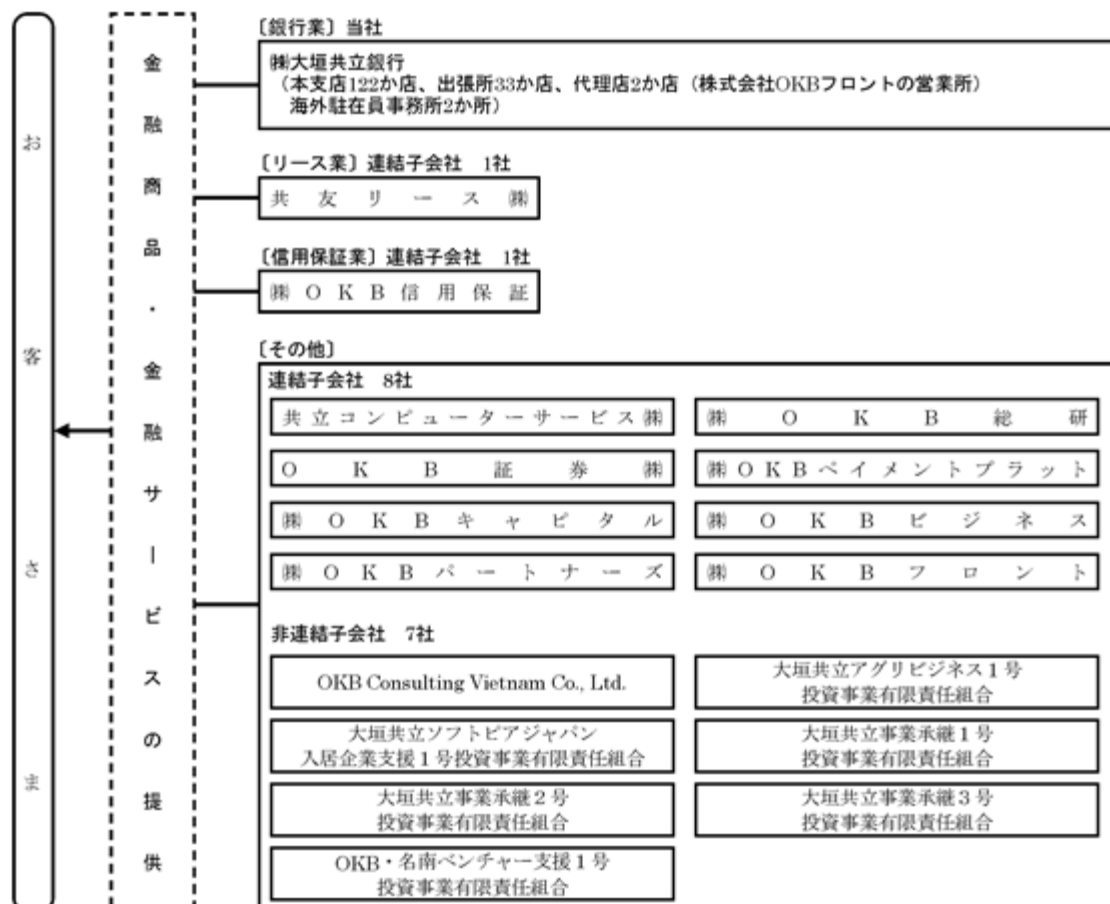 おさま客
金融商品・金融サービスの提供
〔銀行業〕当社
㈱大垣共立銀行
（本支店122か店、出張所33か店、代理店2か店（株式会社OKBフロントの営業所）
海外駐在員事務所2か所）
〔リース業〕連結子会社　1社
共友リース㈱
〔信用保証業〕連結子会社　1社
㈱OKB信用保証
〔その他〕
連結子会社　8社
共立コンピューターサービス㈱
㈱OKB総研
OKB証券㈱
㈱OKBペイメントプラット
㈱OKBキャピタル
㈱OKBビジネス
㈱OKBパートナーズ
㈱OKBフロント
非連結子会社　7社
OKB Consulting Vietnam Co., Ltd.
大垣共立アグリビジネス1号
投資事業有限責任組合
大垣共立ソフトピアジャパン
入居企業支援1号投資事業有限責任組合
大垣共立事業承継1号
投資事業有限責任組合
大垣共立事業承継2号
投資事業有限責任組合
大垣共立事業承継3号
投資事業有限責任組合
OKB・名南ベンチャー支援1号
投資事業有限責任組合